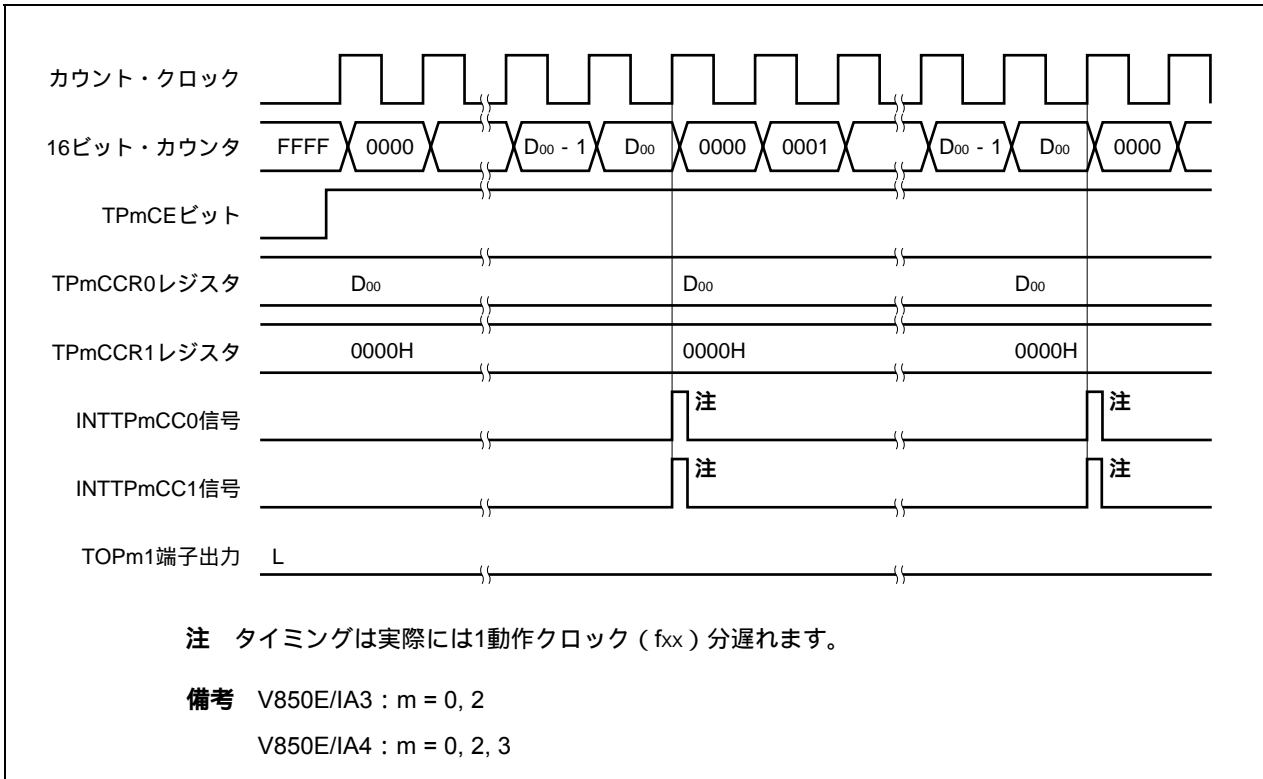 カウント・クロック
16ビット・カウンタ FFFF 0000 D00 - 1 D00 0000 0001 D00 - 1 D00 0000
TPmCEビット
TPmCCR0レジスタ D00 D00 D00
TPmCCR1レジスタ 0000H 0000H 0000H
INTTPmCC0信号 注 注
INTTPmCC1信号 注 注
TOPm1端子出力 L
注 タイミングは実際には1動作クロック（fxx）分遅れます。
備考 V850E/IA3：m = 0, 2
V850E/IA4：m = 0, 2, 3